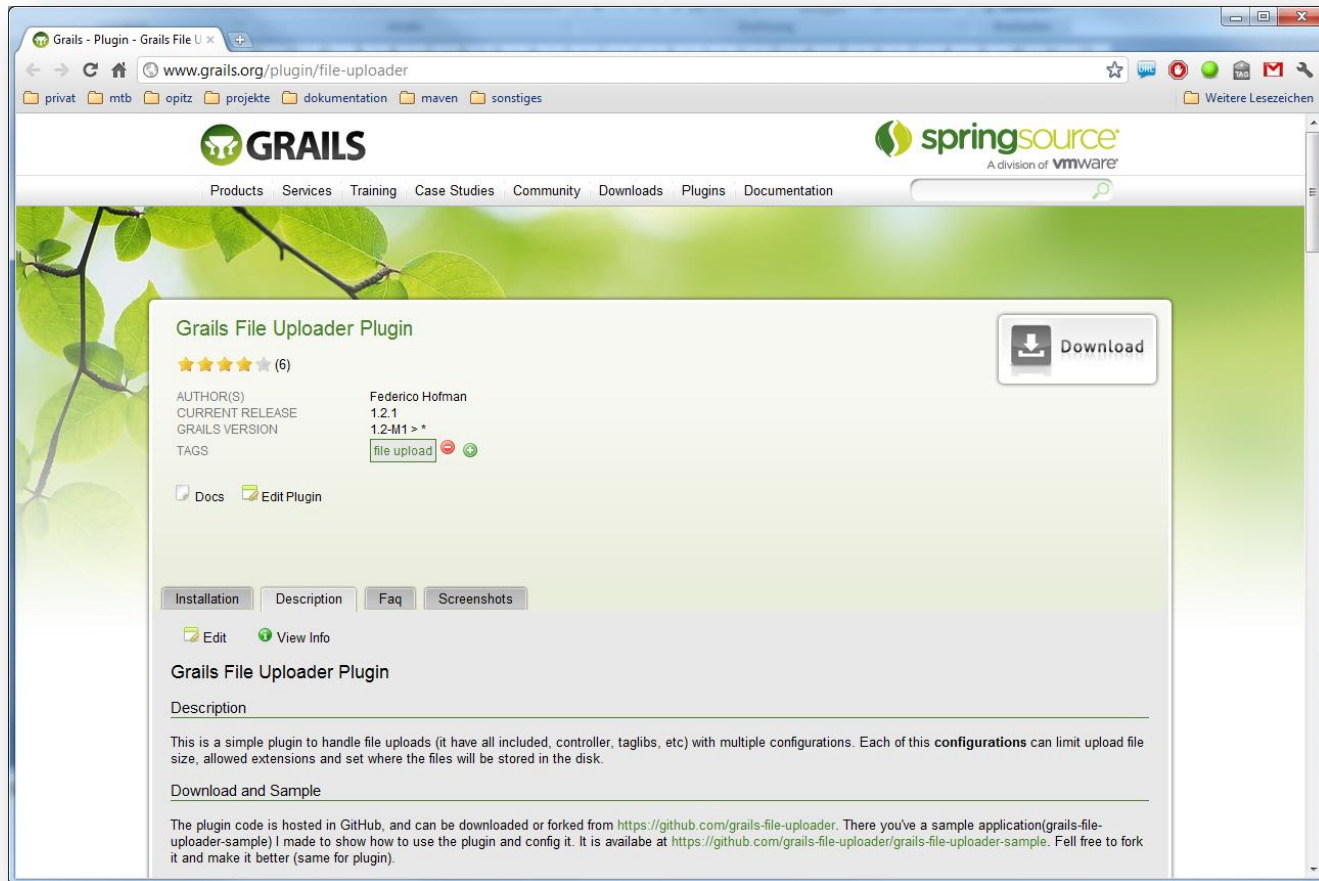 Grails - Plugin - Grails File U
www.grails.org/plugin/file-uploader
privat mtb opitz projekte dokumentation maven sonstiges Weitere Lesezeichen
GRAILS
springsource
A division of vmware
Products Services Training Case Studies Community Downloads Plugins Documentation
Grails File Uploader Plugin
(6)
Download
AUTHOR(S) Federico Hofman
CURRENT RELEASE 1.2.1
GRAILS VERSION 1.2-M1 > *
TAGS file upload
Docs Edit Plugin
Installation Description Faq Screenshots
Edit View Info
Grails File Uploader Plugin
Description
This is a simple plugin to handle file uploads (it have all included, controller, taglibs, etc) with multiple configurations. Each of this configurations can limit upload file
size, allowed extensions and set where the files will be stored in the disk.
Download and Sample
The plugin code is hosted in GitHub, and can be downloaded or forked from https://github.com/grails-file-uploader. There you've a sample application(grails-file-
uploader-sample) I made to show how to use the plugin and config it. It is availabe at https://github.com/grails-file-uploader/grails-file-uploader-sample. Fell free to fork
it and make it better (same for plugin).